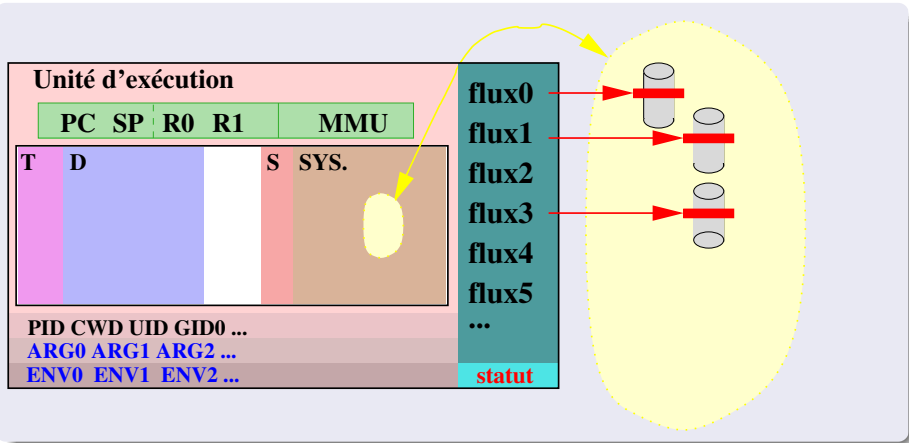 Unité d'exécution
PC SP R0 R1 MMU
T D S SYS.
PID CWD UID GID0 ...
ARG0 ARG1 ARG2 ...
ENV0 ENV1 ENV2 ...
flux0
flux1
flux2
flux3
flux4
flux5
...
statut